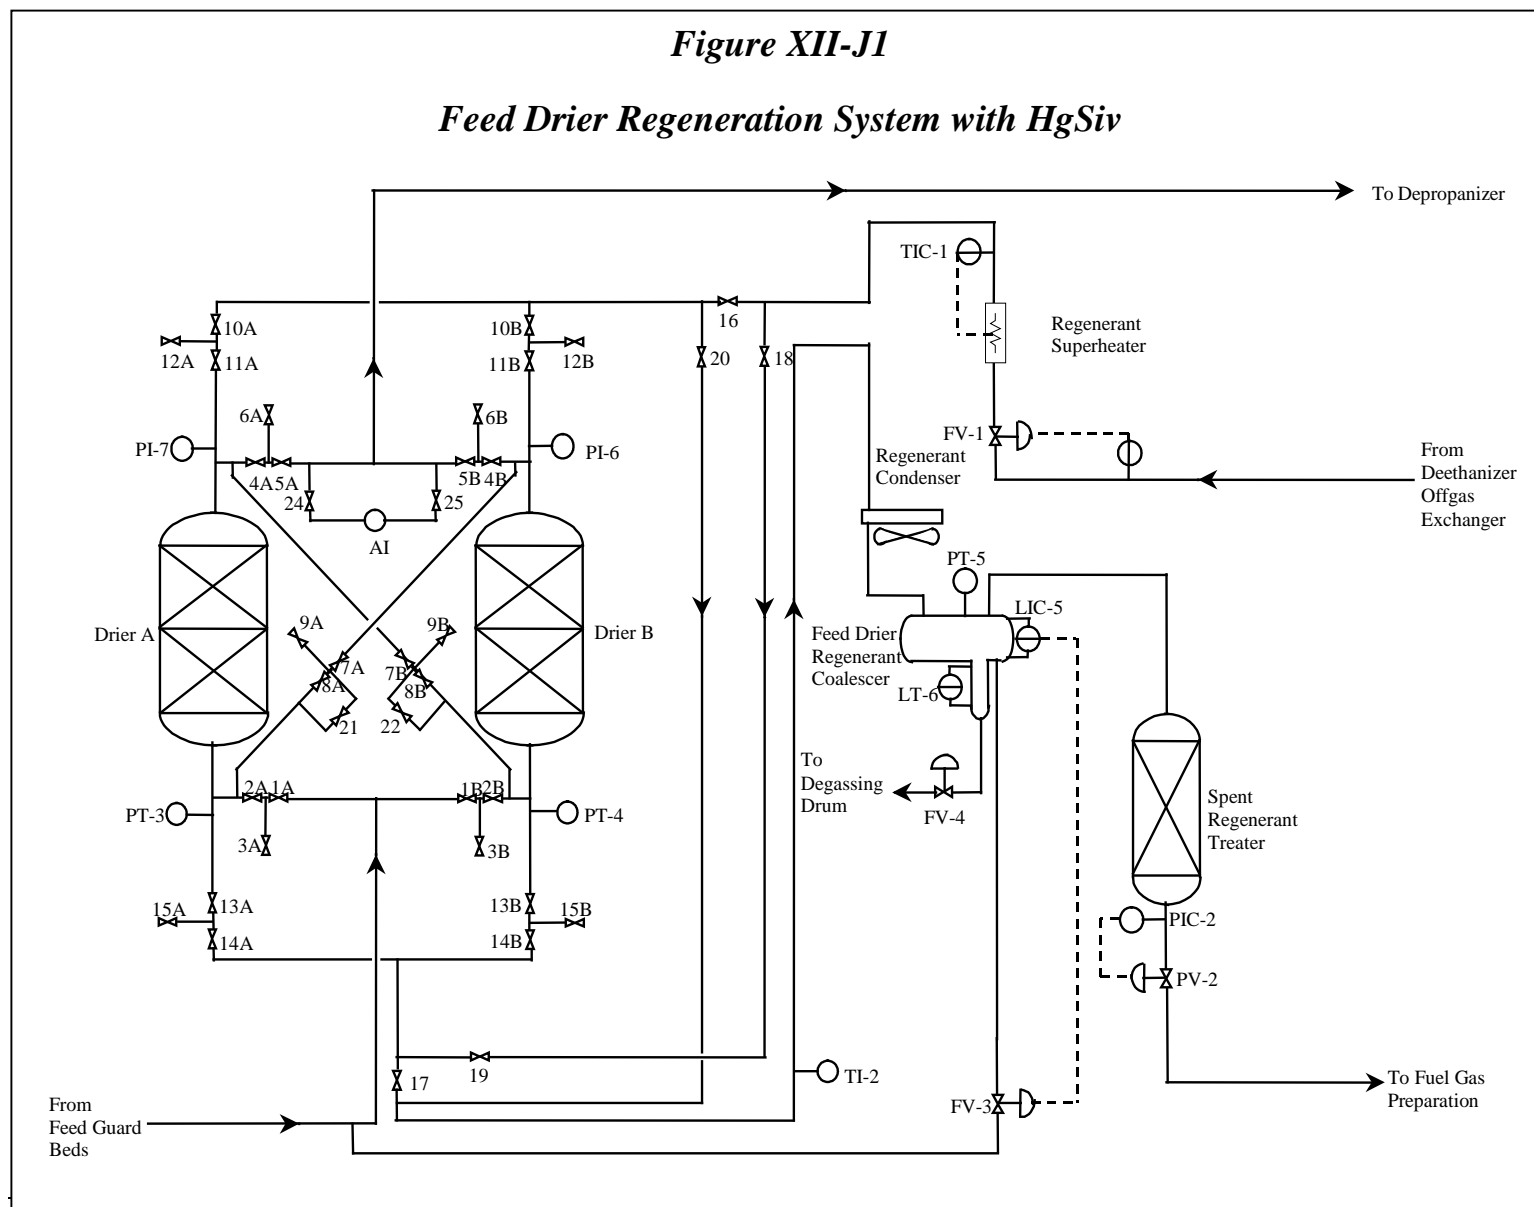 Figure XII-J1
Feed Drier Regeneration System with HgSiv
To Depropanizer
TIC-1
10A
10B
16
Regenerant
Superheater
12A
11A
11B
12B
20
18
6A
6B
FV-1
PI-7
PI-6
From
Deethanizer
Offgas
Exchanger
Regenerant
Condenser
4A
5A
5B
4B
24
25
AI
PT-5
LIC-5
Drier A
9A
9B
Drier B
Feed Drier
Regenerant
Coalescer
7A
8A
7B
8B
LT-6
21
22
To
Degassing
Drum
2A
1A
1B
2B
PT-3
PT-4
FV-4
Spent
Regenerant
Treater
3A
3B
15A
13A
13B
15B
PIC-2
14A
14B
PV-2
17
19
TI-2
To Fuel Gas
Preparation
FV-3
From
Feed Guard
Beds